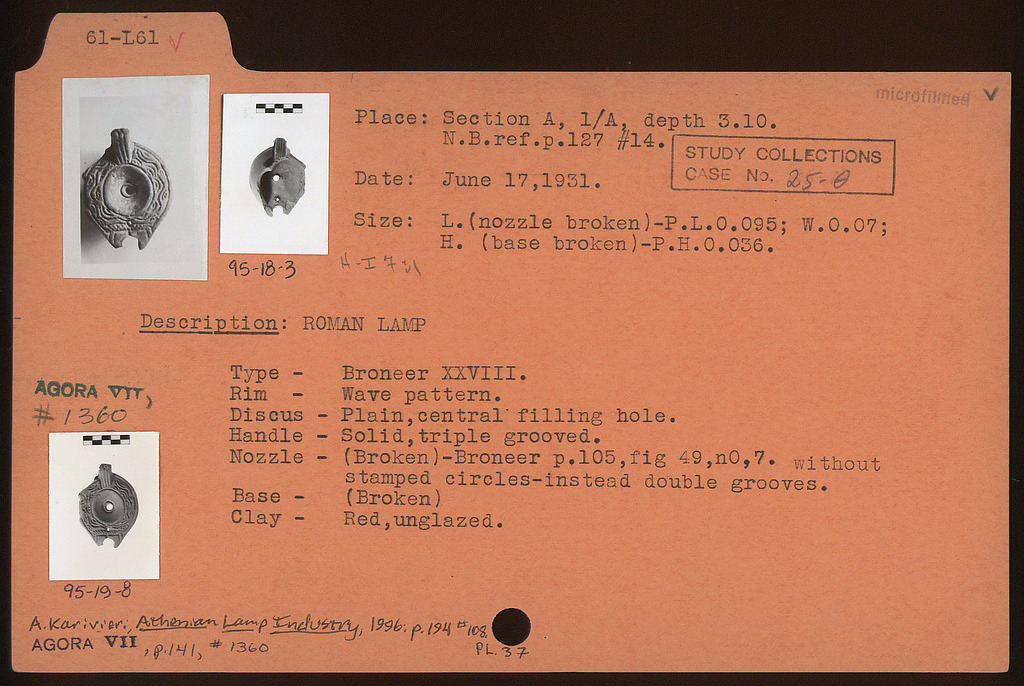 61-L61 √
microfilmed √
Place: Section A, 1/A, depth 3.10.
N.B.ref.p.127 #14.
STUDY COLLECTIONS
CASE No. 25-θ
Date: June 17,1931.
Size: L.(nozzle broken)-P.L.0.095; W.0.07;
H. (base broken)-P.H.0.036.
95-18-3
Description: ROMAN LAMP
Type - Broneer XXVIII.
Rim - Wave pattern.
Discus - Plain,central filling hole.
Handle - Solid,triple grooved.
Nozzle - (Broken)-Broneer p.105,fig 49,no,7. without
stamped circles-instead double grooves.
Base - (Broken)
Clay - Red,unglazed.
AGORA VII,
# 1360
95-19-8
A. Karivieri, Athenian Lamp Industry, 1996: p. 194 #108,
PL. 37
AGORA VII, p.141, # 1360